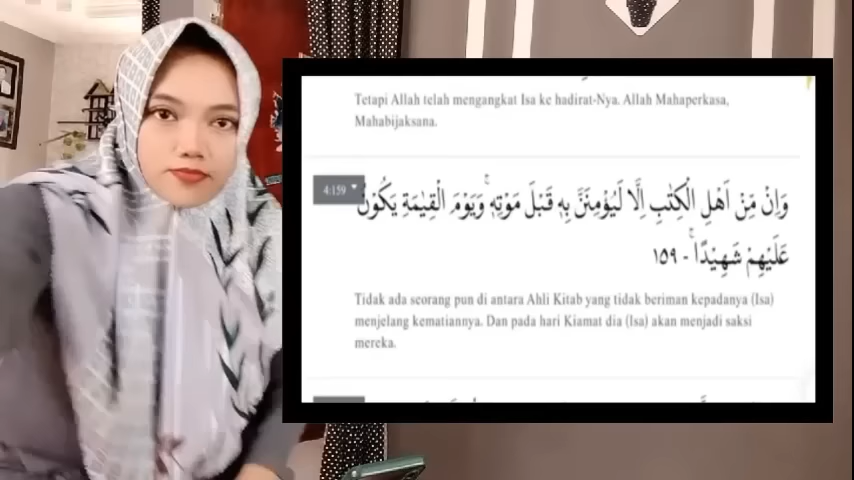 Tetapi Allah telah mengangkat Isa ke hadirat-Nya. Allah Mahaperkasa,
Mahabijaksana.
4:159
وَاِنْ مِّنْ اَهْلِ الْكِتٰبِ اِلَّا لَيُؤْمِنَنَّ بِهٖ قَبْلَ مَوْتِهٖ ۚوَيَوْمَ الْقِيٰمَةِ يَكُوْنُ
عَلَيْهِمْ شَهِيْدًاۚ - ١٥٩
Tidak ada seorang pun di antara Ahli Kitab yang tidak beriman kepadanya (Isa)
menjelang kematiannya. Dan pada hari Kiamat dia (Isa) akan menjadi saksi
mereka.